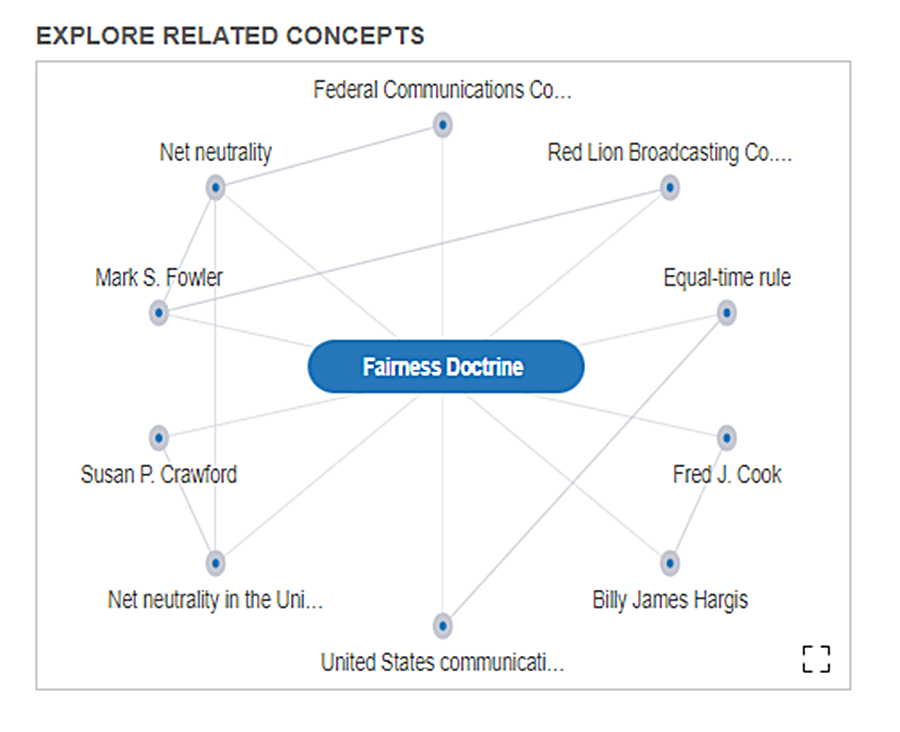 EXPLORE RELATED CONCEPTS
Federal Communications Co...
Net neutrality
Red Lion Broadcasting Co....
Mark S. Fowler
Equal-time rule
Fairness Doctrine
Susan P. Crawford
Fred J. Cook
Net neutrality in the Uni...
Billy James Hargis
United States communicati...